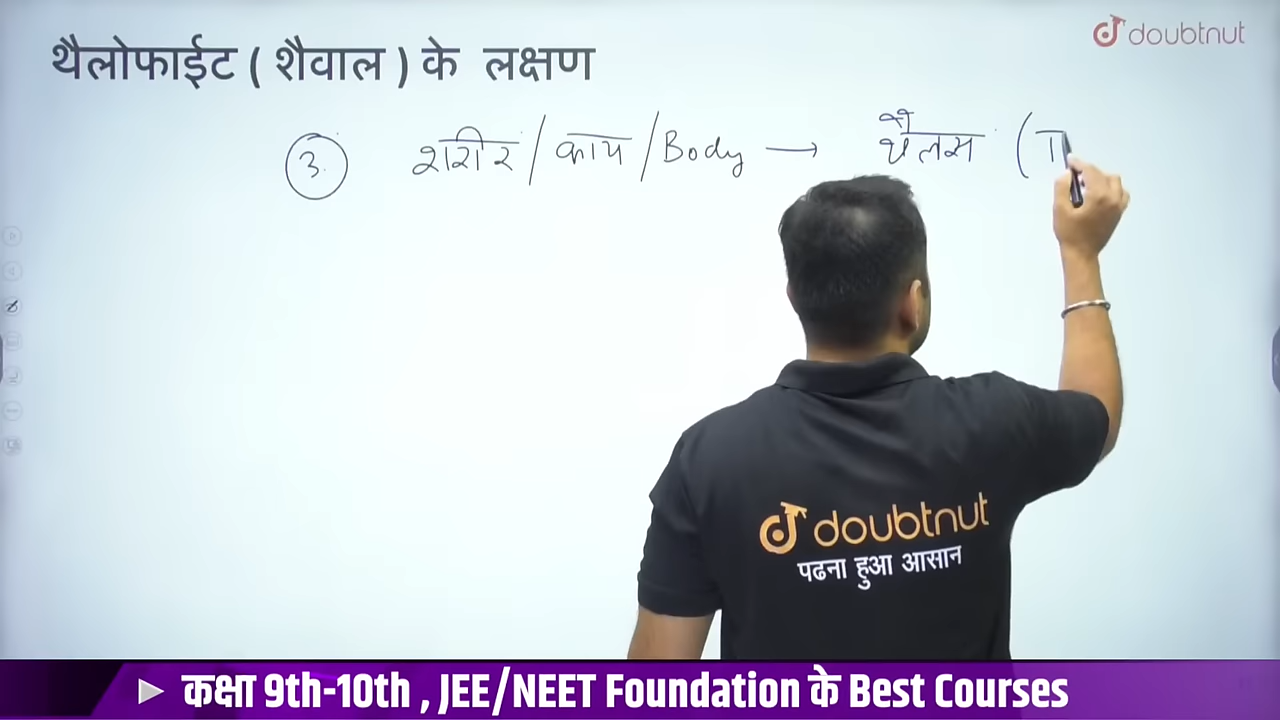 थैलोफाईट ( शैवाल ) के लक्षण
doubtnut
3. शरीर / काय / Body → थैलस (T
doubtnut
पढना हुआ आसान
कक्षा 9th-10th , JEE/NEET Foundation के Best Courses